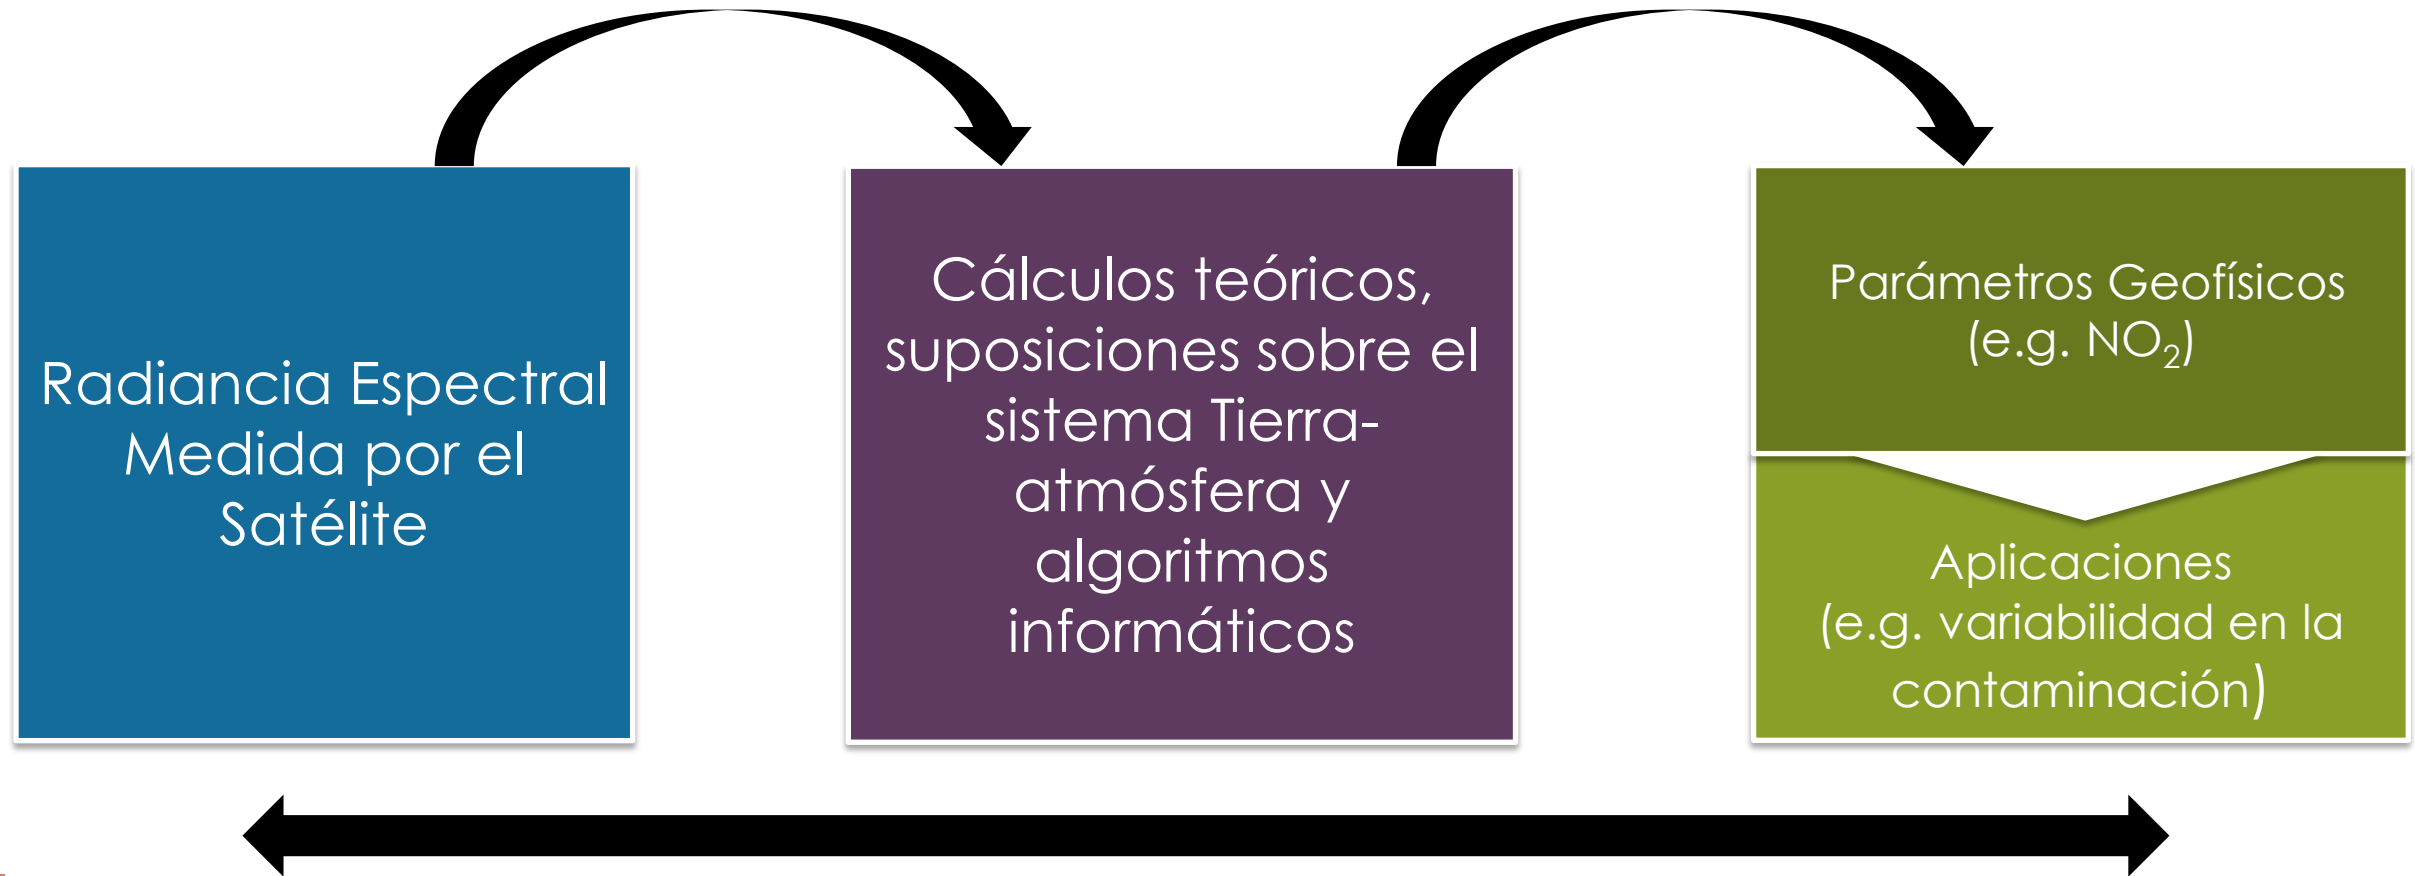 Radiancia Espectral
Medida por el
Satélite
Cálculos teóricos,
suposiciones sobre el
sistema Tierra-
atmósfera y
algoritmos
informáticos
Parámetros Geofísicos
(e.g. NO₂)
Aplicaciones
(e.g. variabilidad en la
contaminación)